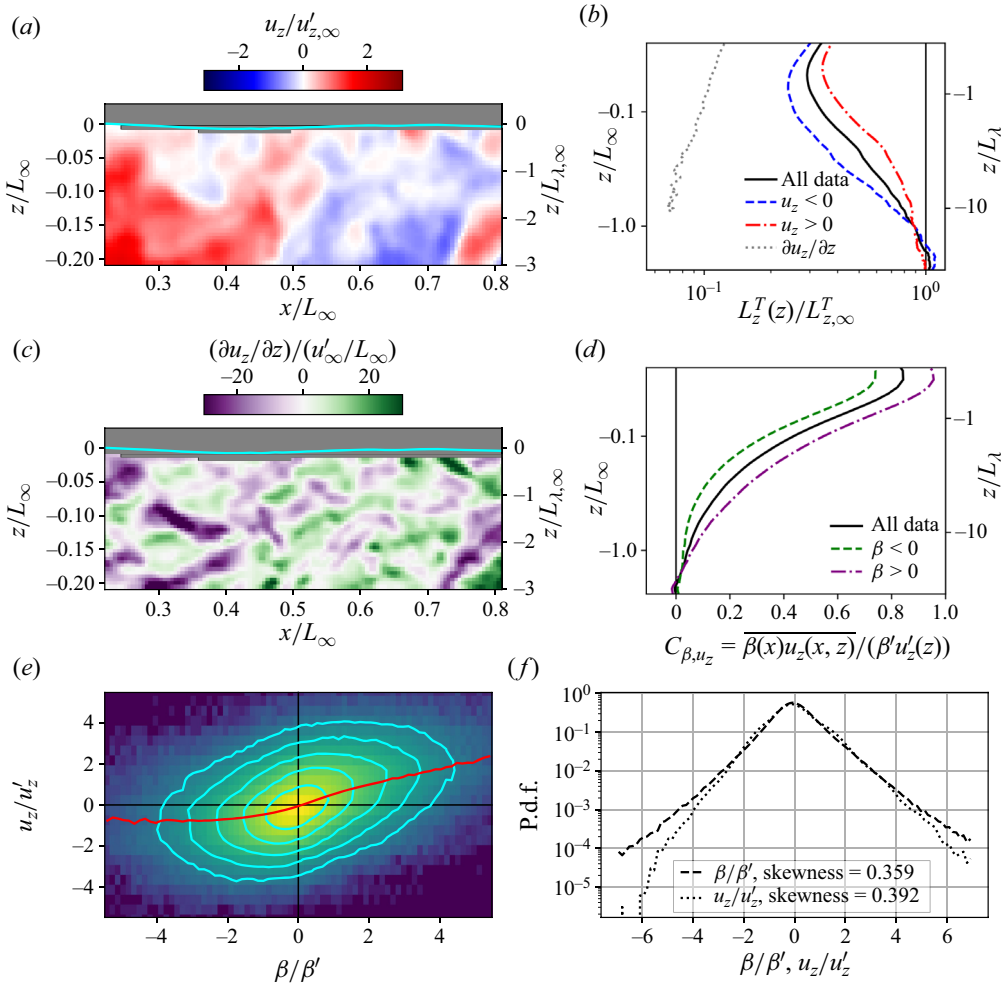 (a)
u_z/u′_{z,∞}
−2 0 2
0
−0.05
−0.10
−0.15
−0.20
z/L_∞
0
−1
−2
−3
z/L_{λ,∞}
0.3 0.4 0.5 0.6 0.7 0.8
x/L_∞
(b)
−0.1
−1.0
z/L_∞
−1
−10
z/L_λ
All data
u_z < 0
u_z > 0
∂u_z/∂z
10^{−1} 10^0
L_z^T(z)/L_{z,∞}^T
(c)
(∂u_z/∂z)/(u′_∞/L_∞)
−20 0 20
0
−0.05
−0.10
−0.15
−0.20
z/L_∞
0
−1
−2
−3
z/L_{λ,∞}
0.3 0.4 0.5 0.6 0.7 0.8
x/L_∞
(d)
−0.1
−1.0
z/L_∞
−1
−10
z/L_λ
All data
β < 0
β > 0
0 0.2 0.4 0.6 0.8 1.0
C_{β,u_z} = \overline{β(x)u_z(x, z)}/(β′u′_z(z))
(e)
4
2
0
−2
−4
u_z/u′_z
−4 −2 0 2 4
β/β′
(f)
10^0
10^{−1}
10^{−2}
10^{−3}
10^{−4}
10^{−5}
P.d.f.
β/β′, skewness = 0.359
u_z/u′_z, skewness = 0.392
−6 −4 −2 0 2 4 6
β/β′, u_z/u′_z